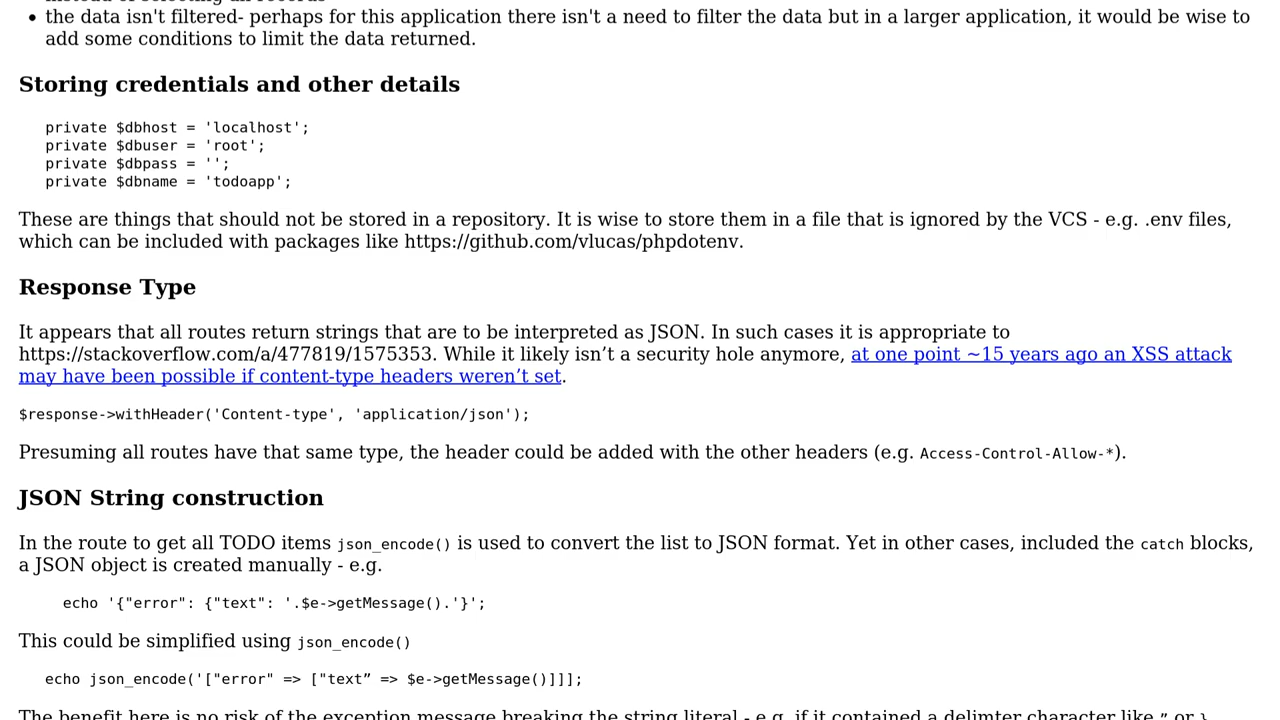 instead of selecting all records
the data isn't filtered- perhaps for this application there isn't a need to filter the data but in a larger application, it would be wise to
add some conditions to limit the data returned.
Storing credentials and other details
private $dbhost = 'localhost';
private $dbuser = 'root';
private $dbpass = '';
private $dbname = 'todoapp';
These are things that should not be stored in a repository. It is wise to store them in a file that is ignored by the VCS - e.g. .env files,
which can be included with packages like https://github.com/vlucas/phpdotenv.
Response Type
It appears that all routes return strings that are to be interpreted as JSON. In such cases it is appropriate to
https://stackoverflow.com/a/477819/1575353. While it likely isn’t a security hole anymore, at one point ~15 years ago an XSS attack
may have been possible if content-type headers weren’t set.
$response->withHeader('Content-type', 'application/json');
Presuming all routes have that same type, the header could be added with the other headers (e.g. Access-Control-Allow-*).
JSON String construction
In the route to get all TODO items json_encode() is used to convert the list to JSON format. Yet in other cases, included the catch blocks,
a JSON object is created manually - e.g.
echo '{"error": {"text": '.$e->getMessage().'}';
This could be simplified using json_encode()
echo json_encode('["error" => ["text” => $e->getMessage()]]];
The benefit here is no risk of the exception message breaking the string literal - e.g. if it contained a delimter character like ” or }